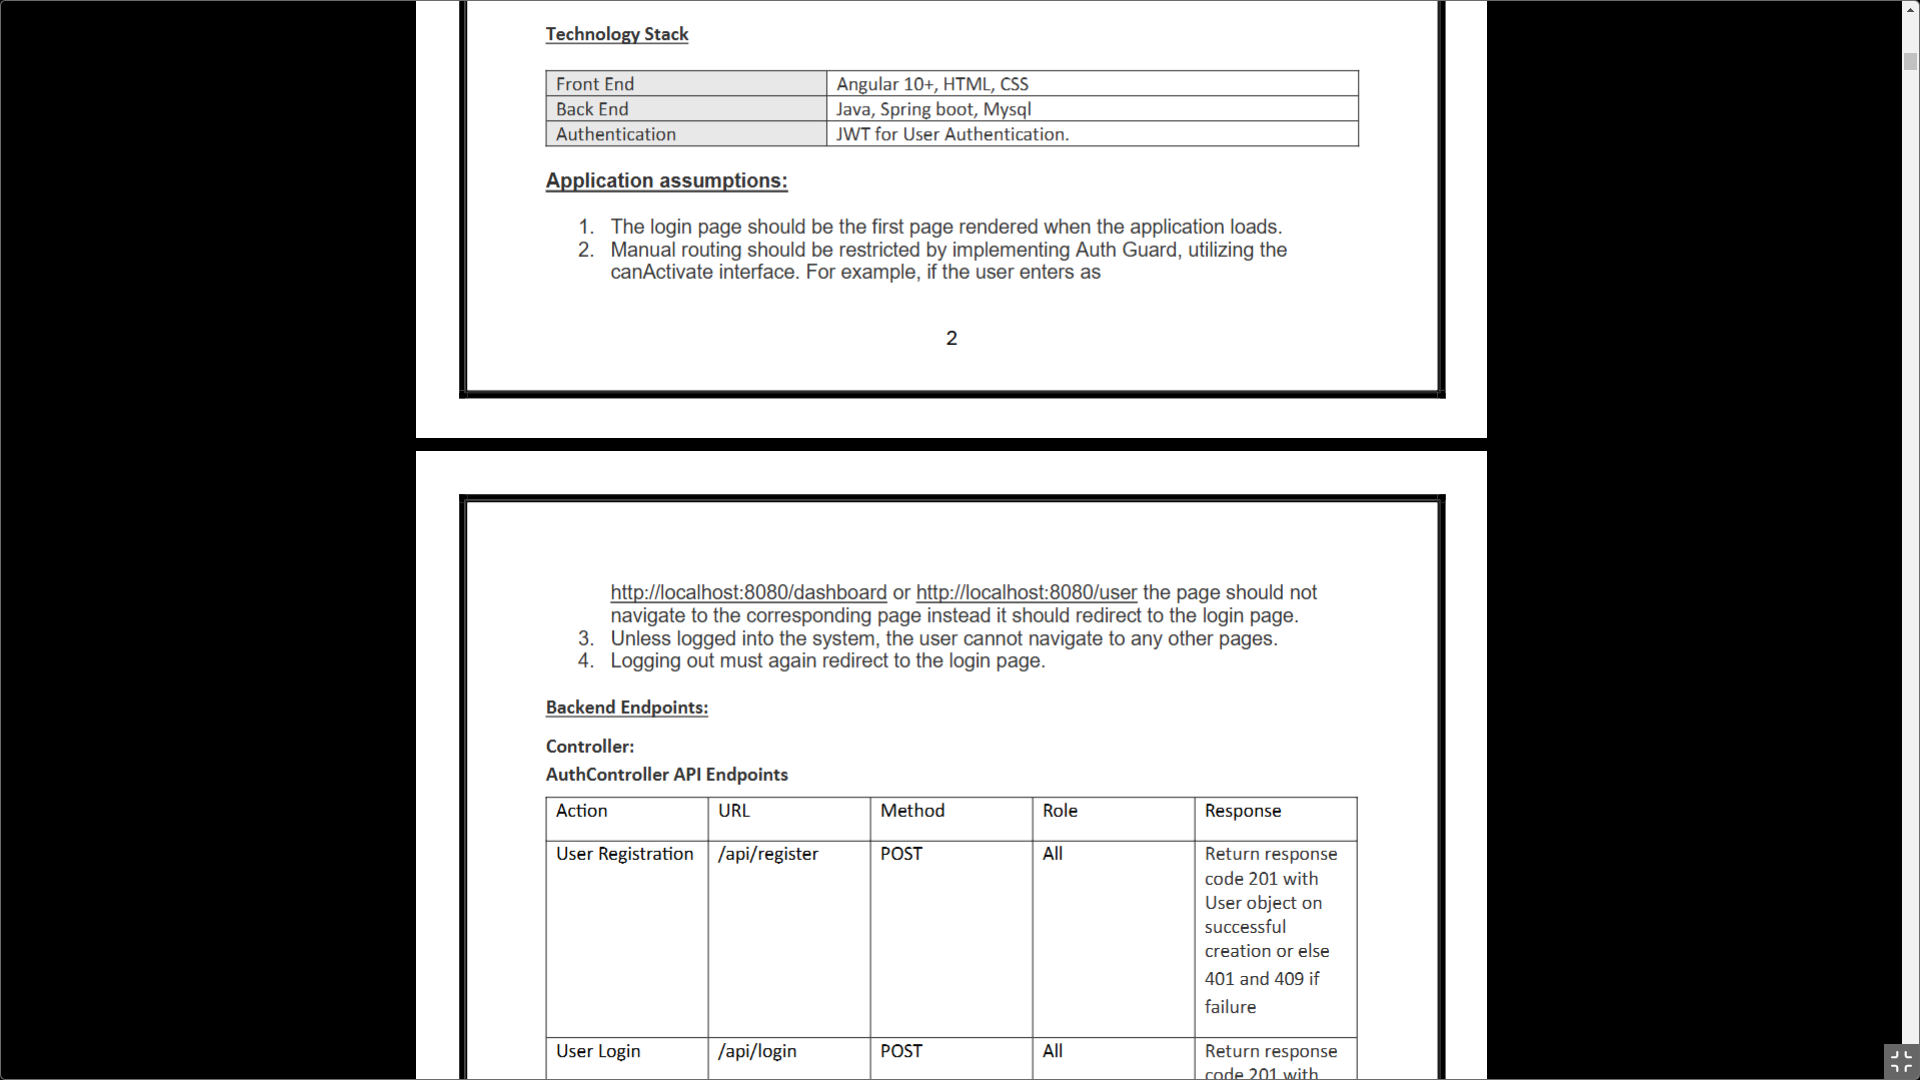 Technology Stack
Front End Angular 10+, HTML, CSS
Back End Java, Spring boot, Mysql
Authentication JWT for User Authentication.
Application assumptions:
1. The login page should be the first page rendered when the application loads.
2. Manual routing should be restricted by implementing Auth Guard, utilizing the
canActivate interface. For example, if the user enters as
2
http://localhost:8080/dashboard or http://localhost:8080/user the page should not
navigate to the corresponding page instead it should redirect to the login page.
3. Unless logged into the system, the user cannot navigate to any other pages.
4. Logging out must again redirect to the login page.
Backend Endpoints:
Controller:
AuthController API Endpoints
Action URL Method Role Response
User Registration /api/register POST All Return response
code 201 with
User object on
successful
creation or else
401 and 409 if
failure
User Login /api/login POST All Return response
code 201 with